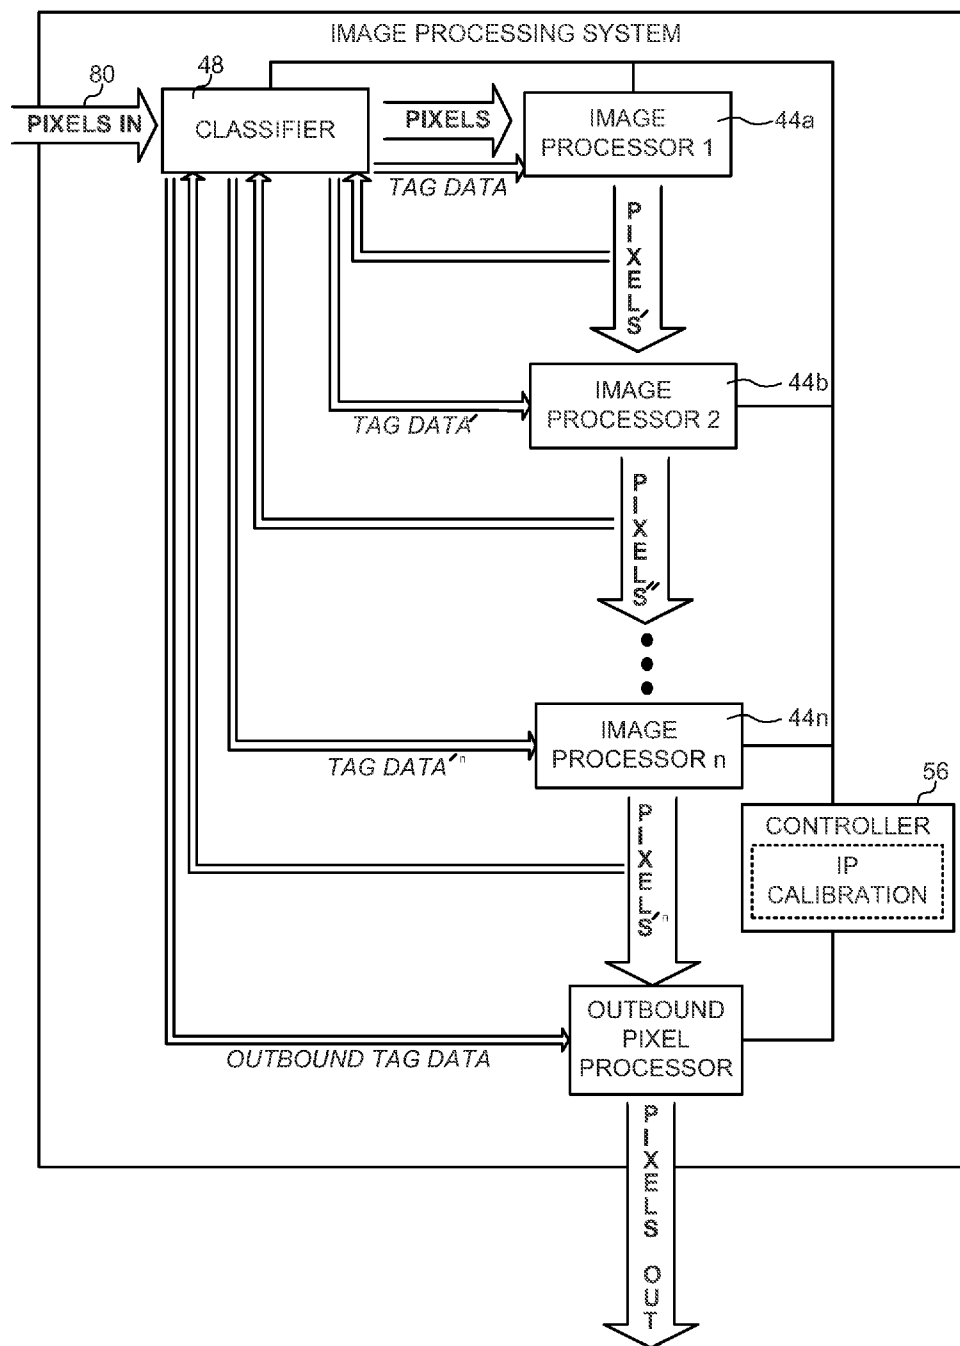 IMAGE PROCESSING SYSTEM
80
48
PIXELS IN
CLASSIFIER
PIXELS
IMAGE
PROCESSOR 1
44a
TAG DATA
PIXELS′
IMAGE
PROCESSOR 2
44b
TAG DATA′
PIXELS″
IMAGE
PROCESSOR n
44n
TAG DATA′ⁿ
56
CONTROLLER
IP
CALIBRATION
PIXELS′ⁿ
OUTBOUND
PIXEL
PROCESSOR
OUTBOUND TAG DATA
PIXELS OUT